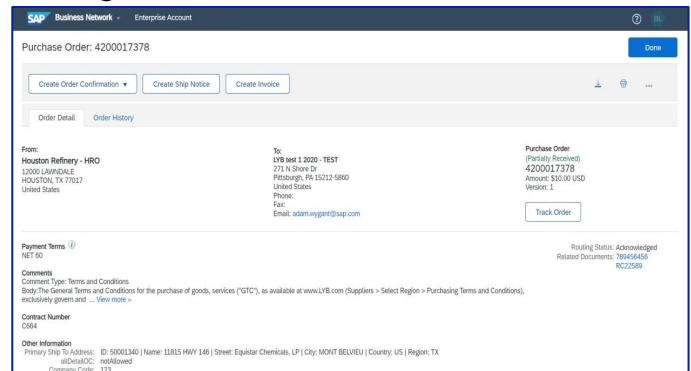 SAP Business Network Enterprise Account
Purchase Order: 4200017378
Done
Create Order Confirmation Create Ship Notice Create Invoice
...
Order Detail Order History
From:
Houston Refinery - HRO
12000 LAWNDALE
HOUSTON, TX 77017
United States
To:
LYB test 1 2020 - TEST
271 N Shore Dr
Pittsburgh, PA 15212-5860
United States
Phone:
Fax:
Email: adam.wygant@sap.com
Purchase Order
(Partially Received)
4200017378
Amount: $10.00 USD
Version: 1
Track Order
Payment Terms
NET 60
Routing Status: Acknowledged
Related Documents: 789456456
RC22589
Comments
Comment Type: Terms and Conditions
Body:The General Terms and Conditions for the purchase of goods, services ("GTC"), as available at www.LYB.com (Suppliers > Select Region > Purchasing Terms and Conditions),
exclusively govern and ... View more »
Contract Number
C664
Other Information
Primary Ship To Address: ID: 50001340 | Name: 11815 HWY 146 | Street: Equistar Chemicals, LP | City: MONT BELVIEU | Country: US | Region: TX
allDetailOC: notAllowed
Company Code: 123